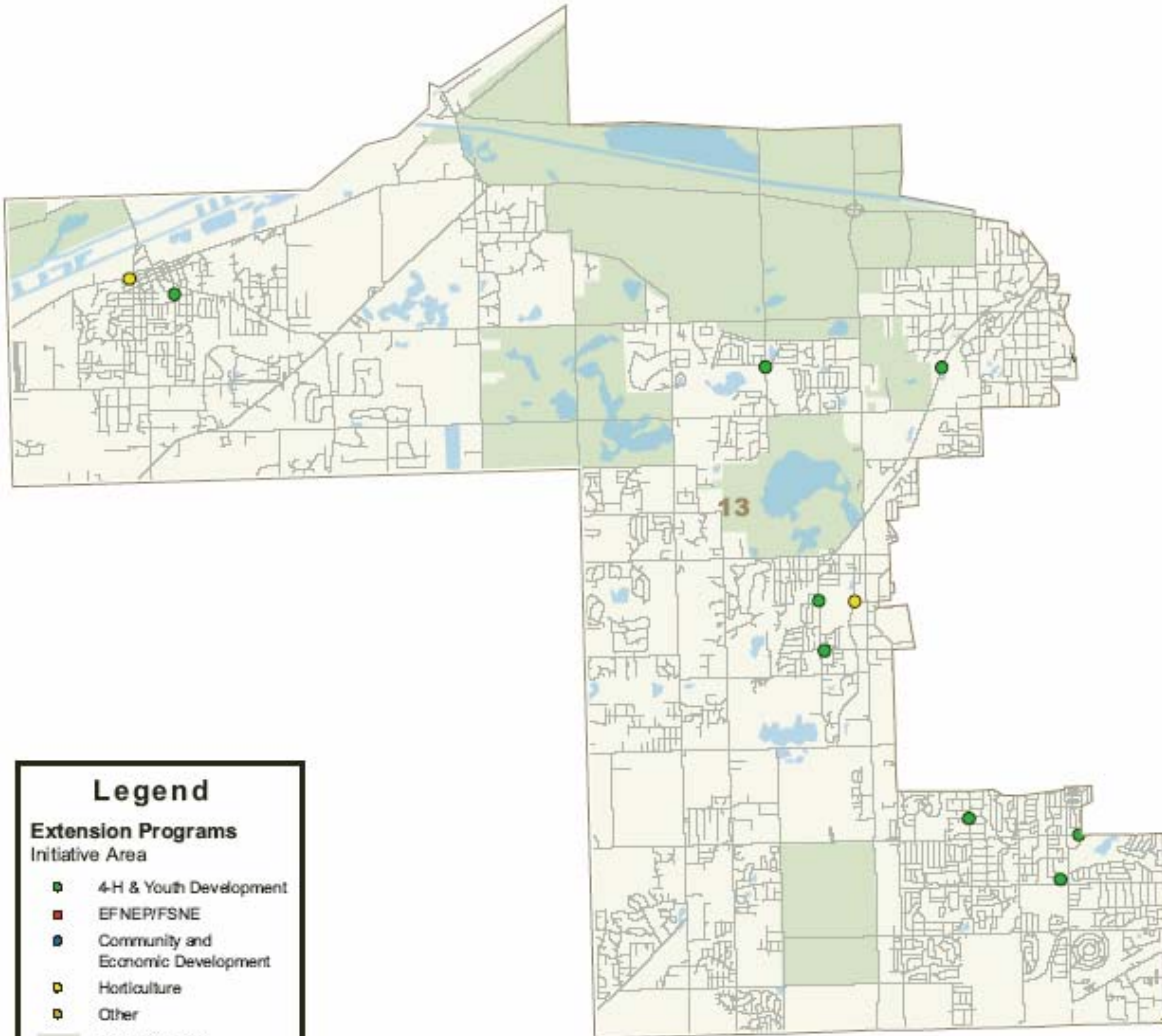 13
Legend
Extension Programs
Initiative Area
4-H & Youth Development
EFNEP/FSNE
Community and
Economic Development
Horticulture
Other